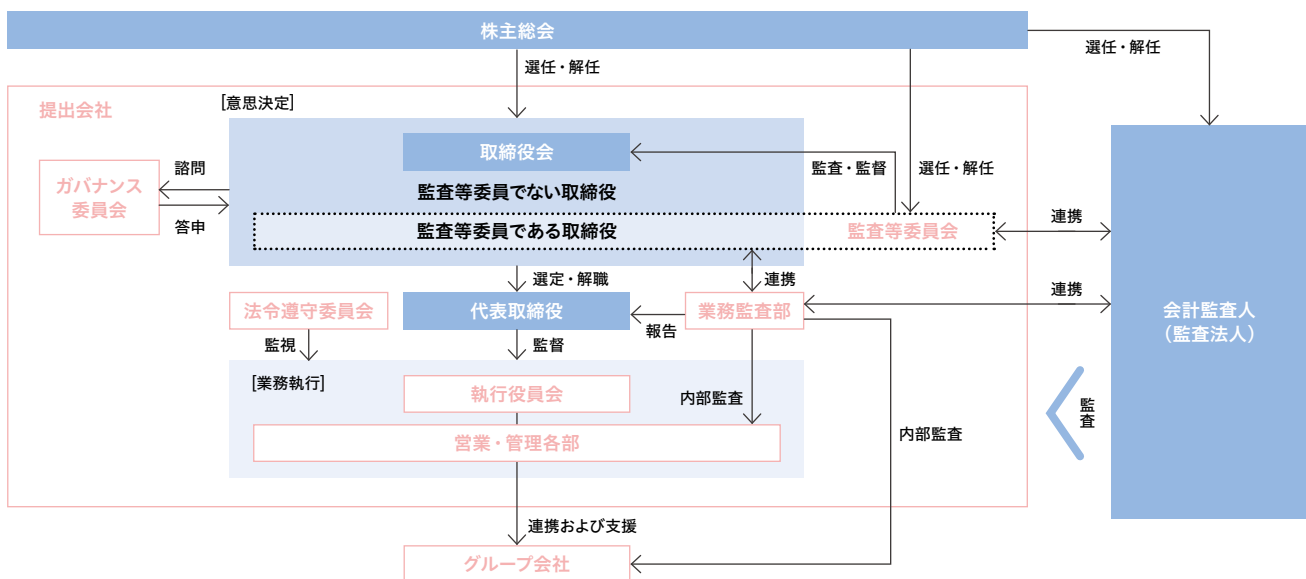 株主総会
選任・解任
選任・解任
提出会社
[意思決定]
取締役会
監査・監督
選任・解任
ガバナンス
委員会
諮問
答申
監査等委員でない取締役
監査等委員である取締役
監査等委員会
連携
選定・解職
連携
連携
法令遵守委員会
代表取締役
業務監査部
報告
会計監査人
（監査法人）
監視
監督
[業務執行]
執行役員会
内部監査
監査
営業・管理各部
内部監査
連携および支援
グループ会社